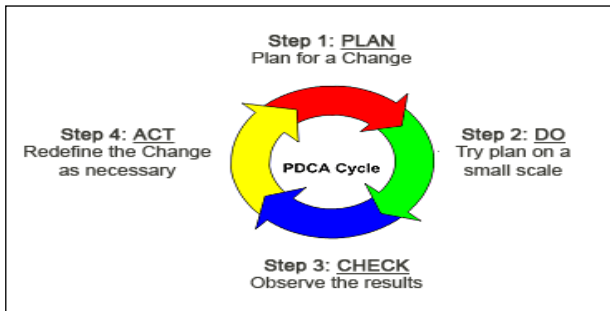 Step 1: PLAN
Plan for a Change
Step 4: ACT
Redefine the Change
as necessary
PDCA Cycle
Step 2: DO
Try plan on a
small scale
Step 3: CHECK
Observe the results